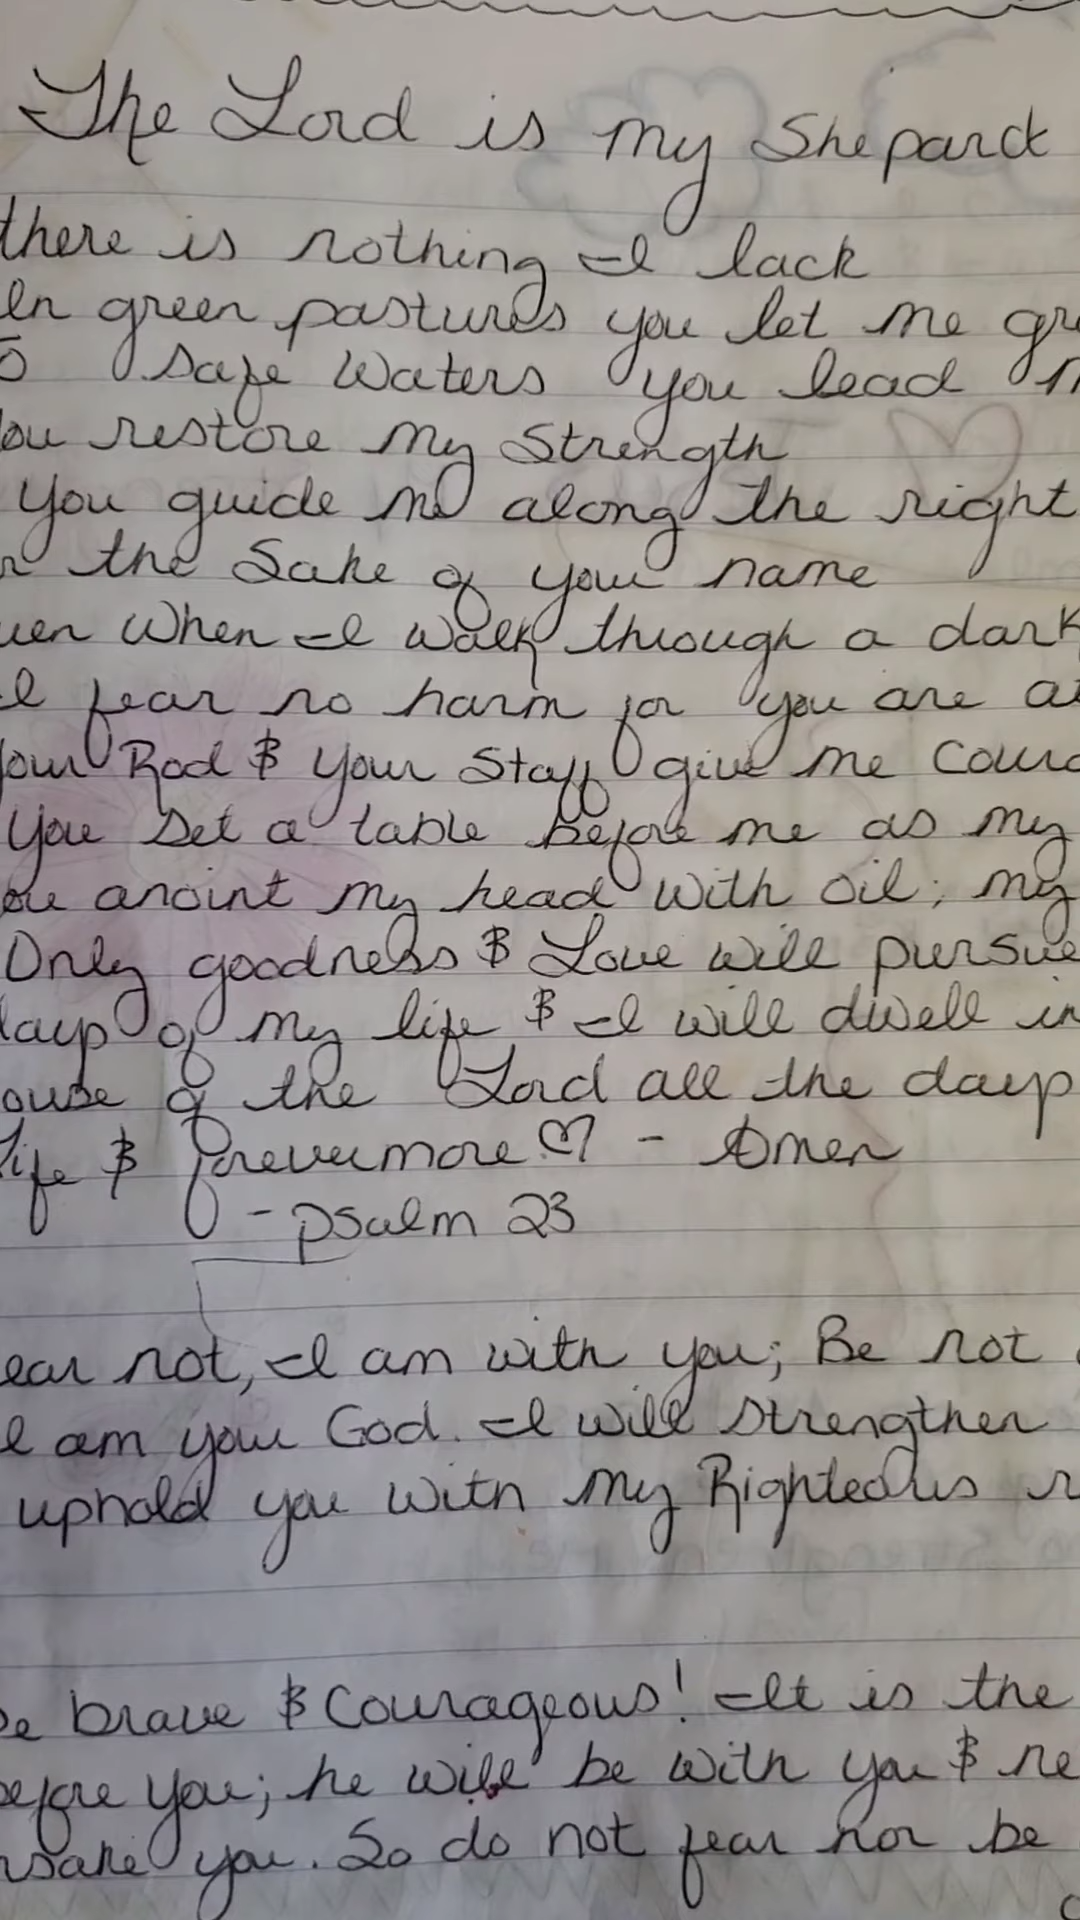 The Lord is my Shepard
there is nothing I lack
In green pastures you let me
safe waters you lead
restore my strength
You guide me along the right
the sake of your name
when I walk through a dark
I fear no harm for you are
Your Rod & your staff give me
You set a table before me as my
anoint my head with oil; my
Only goodness & Love will pursue
days of my life & I will dwell in
of the Lord all the days
life & forevermore ♡ - Amen
- psalm 23
not, I am with you; Be not
I am your God. I will strengthen
uphold you with my Righteous
brave & Courageous! It is the
before you; he will be with you &
you. So do not fear nor be